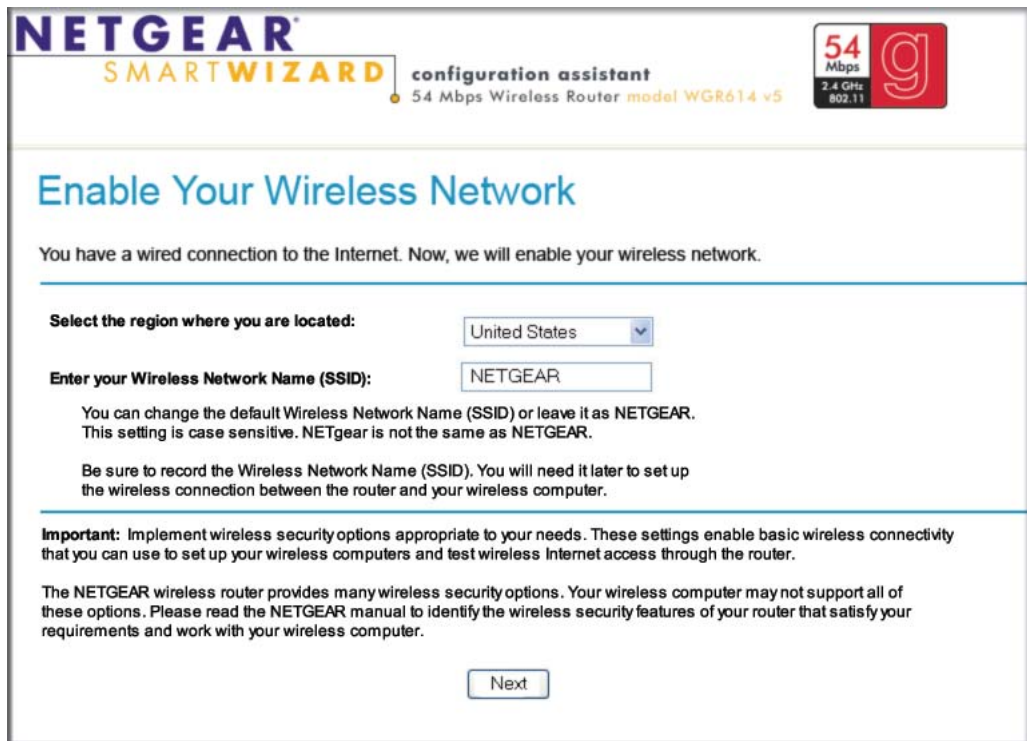 NETGEAR®
SMARTWIZARD
configuration assistant
54 Mbps Wireless Router model WGR614 v5
54
Mbps
2.4 GHz
802.11
g
Enable Your Wireless Network
You have a wired connection to the Internet. Now, we will enable your wireless network.
Select the region where you are located:
United States
Enter your Wireless Network Name (SSID):
NETGEAR
You can change the default Wireless Network Name (SSID) or leave it as NETGEAR.
This setting is case sensitive. NETgear is not the same as NETGEAR.
Be sure to record the Wireless Network Name (SSID). You will need it later to set up
the wireless connection between the router and your wireless computer.
Important: Implement wireless security options appropriate to your needs. These settings enable basic wireless connectivity
that you can use to set up your wireless computers and test wireless Internet access through the router.
The NETGEAR wireless router provides many wireless security options. Your wireless computer may not support all of
these options. Please read the NETGEAR manual to identify the wireless security features of your router that satisfy your
requirements and work with your wireless computer.
Next